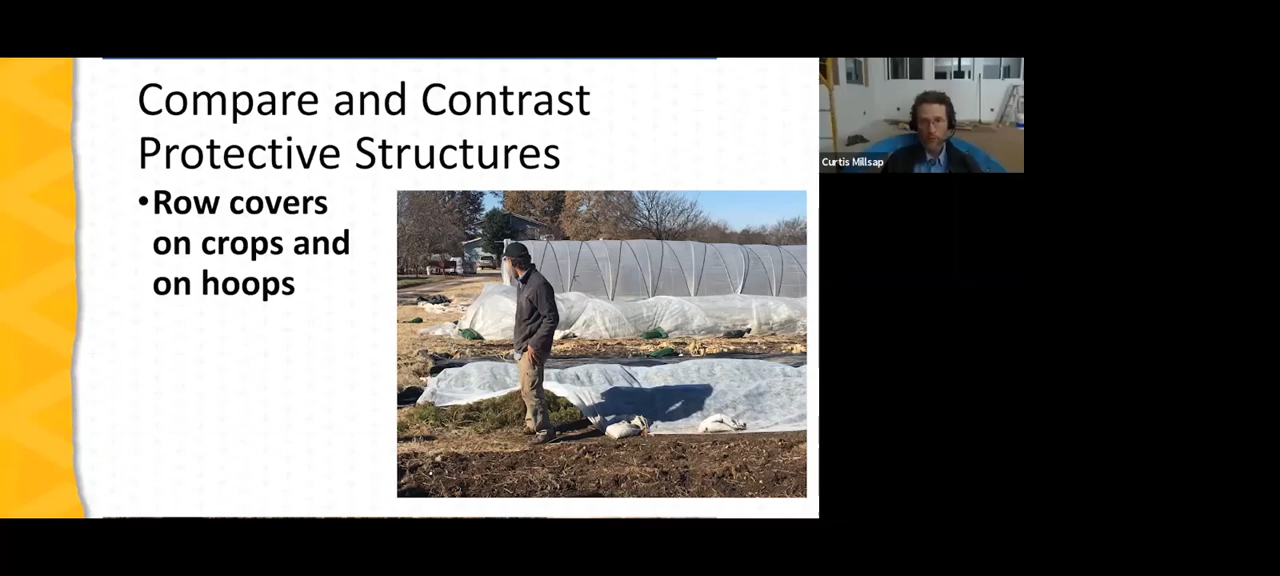 Compare and Contrast
Protective Structures
•Row covers
on crops and
on hoops
Curtis Millsap